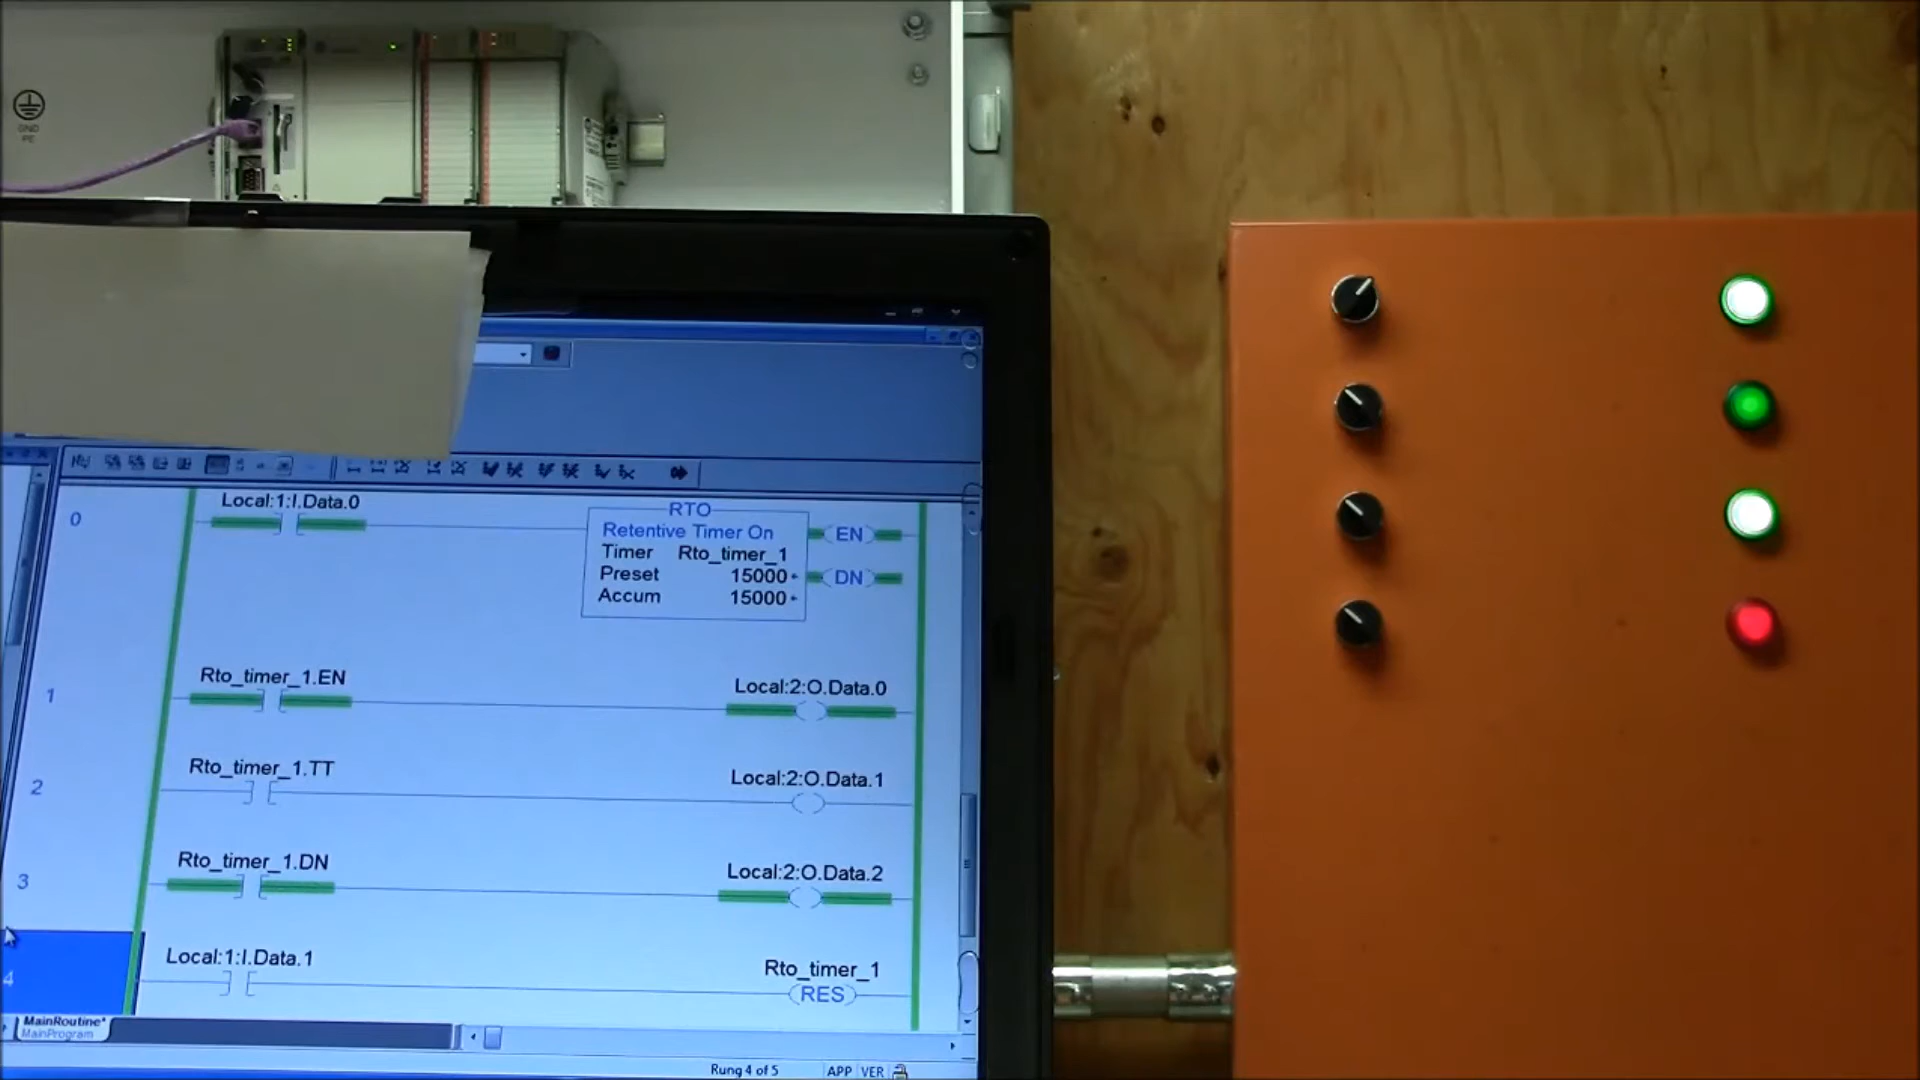 GND
PE
0
Local:1:I.Data.0
RTO
Retentive Timer On
Timer Rto_timer_1
Preset 15000
Accum 15000
EN
DN
1
Rto_timer_1.EN
Local:2:O.Data.0
2
Rto_timer_1.TT
Local:2:O.Data.1
3
Rto_timer_1.DN
Local:2:O.Data.2
4
Local:1:I.Data.1
Rto_timer_1
RES
MainRoutine*
MainProgram
Rung 4 of 5
APP
VER